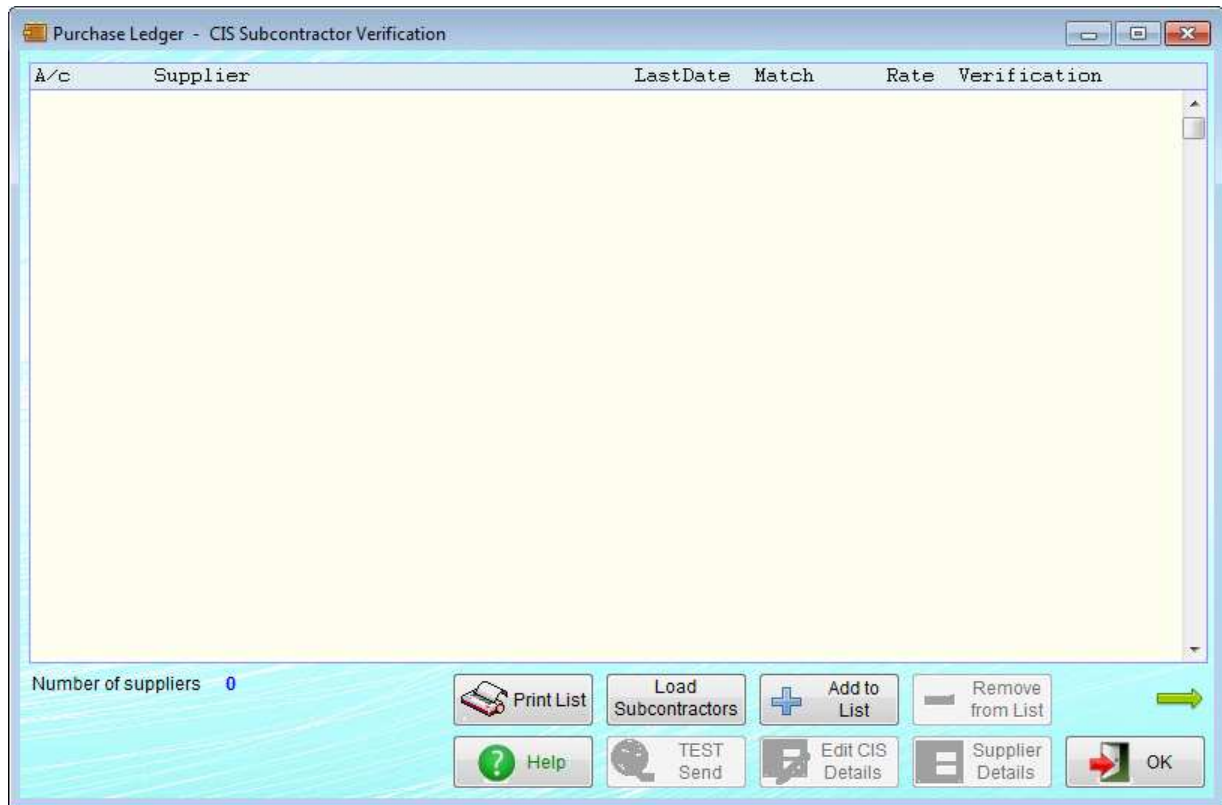 Purchase Ledger - CIS Subcontractor Verification
A/c Supplier LastDate Match Rate Verification
Number of suppliers 0
Print List
Load
Subcontractors
Add to
List
Remove
from List
Help
TEST
Send
Edit CIS
Details
Supplier
Details
OK